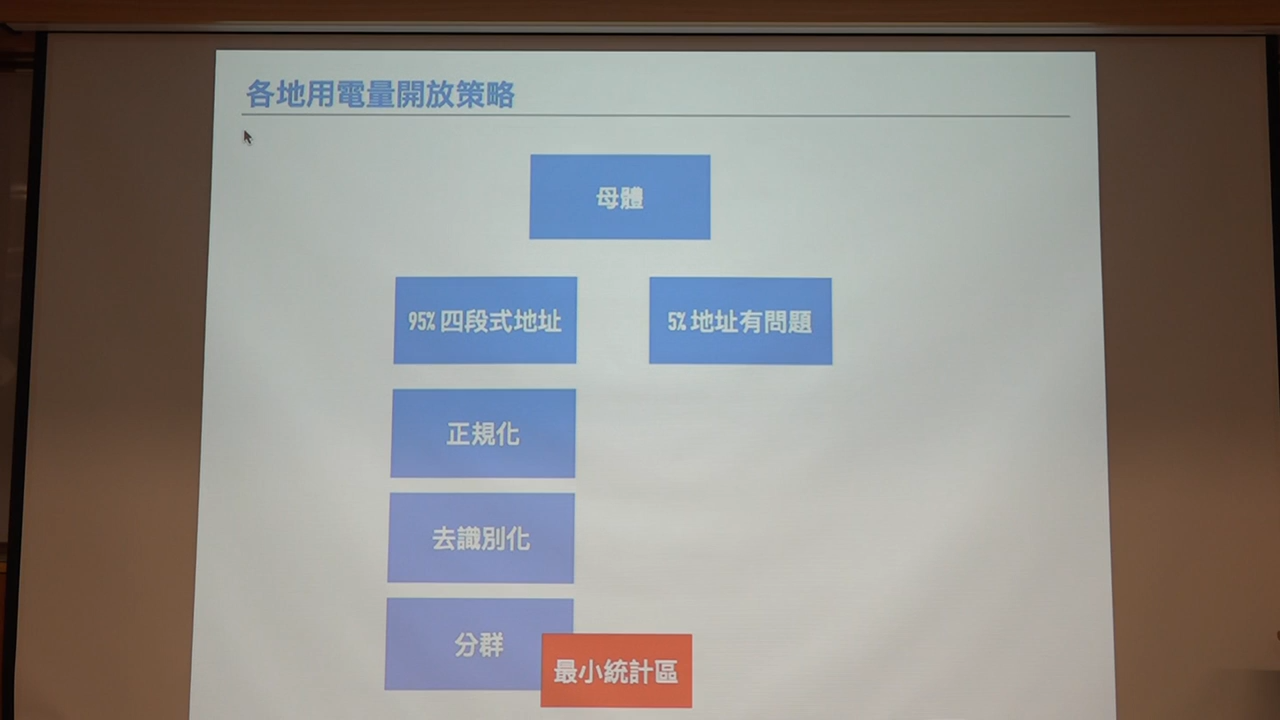 各地用電量開放策略
母體
95% 四段式地址
5% 地址有問題
正規化
去識別化
分群
最小統計區